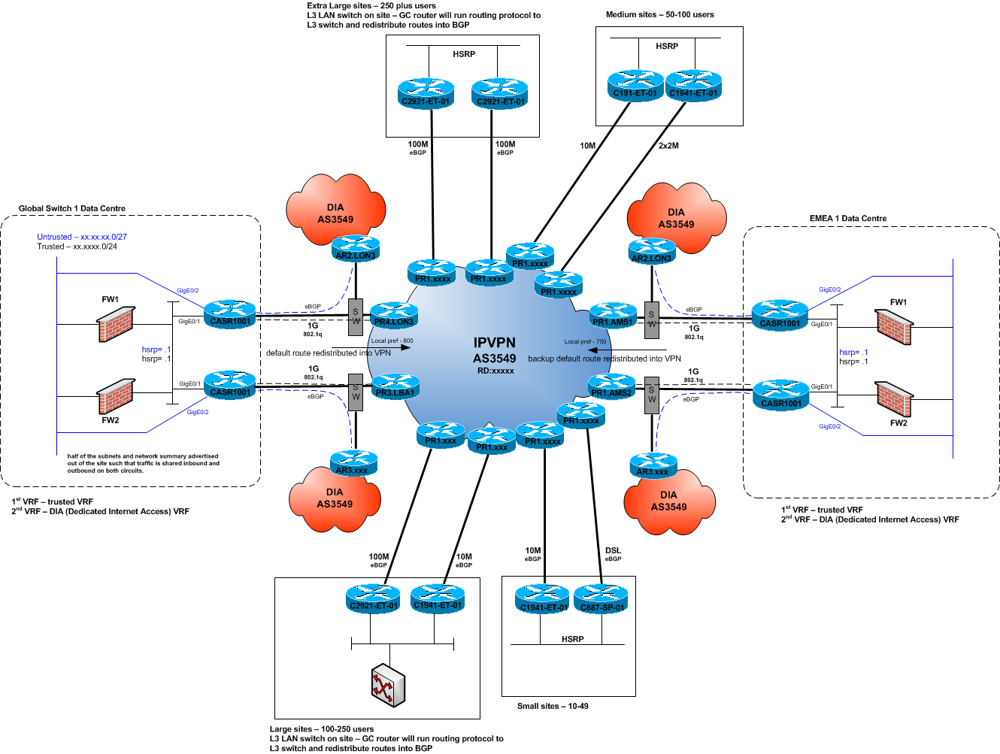 Extra Large sites – 250 plus users
L3 LAN switch on site – GC router will run routing protocol to
L3 switch and redistribute routes into BGP
Medium sites – 50-100 users
HSRP
C2921-ET-01
C2921-ET-01
HSRP
C191-ET-01
C1941-ET-01
100M
eBGP
100M
eBGP
10M
2x2M
Global Switch 1 Data Centre
Untrusted – xx.xx.xx.0/27
Trusted – xx.xxxx.0/24
DIA
AS3549
AR2.LON3
DIA
AS3549
AR2.LON3
EMEA 1 Data Centre
PR1.xxxx
PR1.xxxx
PR1.xxxx
PR1.xxxx
GigE0/2
FW1
GigE0/1
CASR1001
eBGP
1G
802.1q
S
W
PR4.LON3
Local pref - 800
default route redistributed into VPN
hsrp= .1
hsrp= .1
IPVPN
AS3549
RD:xxxxx
PR1.AMS1
S
W
eBGP
1G
802.1q
Local pref - 750
backup default route redistributed into VPN
CASR1001
GigE0/2
GigE0/1
FW1
hsrp= .1
hsrp= .1
GigE0/1
CASR1001
GigE0/2
FW2
1G
802.1q
eBGP
S
W
PR3.LBA1
PR1.AMS2
S
W
1G
802.1q
eBGP
CASR1001
GigE0/1
GigE0/2
FW2
PR1.xxx
PR1.xxx
PR1.xxxx
PR1.xxxx
half of the subnets and network summary advertised
out of the site such that traffic is shared inbound and
outbound on both circuits.
AR3.xxx
DIA
AS3549
AR3.xxx
DIA
AS3549
1st VRF – trusted VRF
2nd VRF – DIA (Dedicated Internet Access) VRF
1st VRF – trusted VRF
2nd VRF – DIA (Dedicated Internet Access) VRF
100M
eBGP
10M
eBGP
10M
eBGP
DSL
eBGP
C2921-ET-01
C1941-ET-01
C1941-ET-01
C887-SP-01
HSRP
Small sites – 10-49
Large sites – 100-250 users
L3 LAN switch on site – GC router will run routing protocol to
L3 switch and redistribute routes into BGP